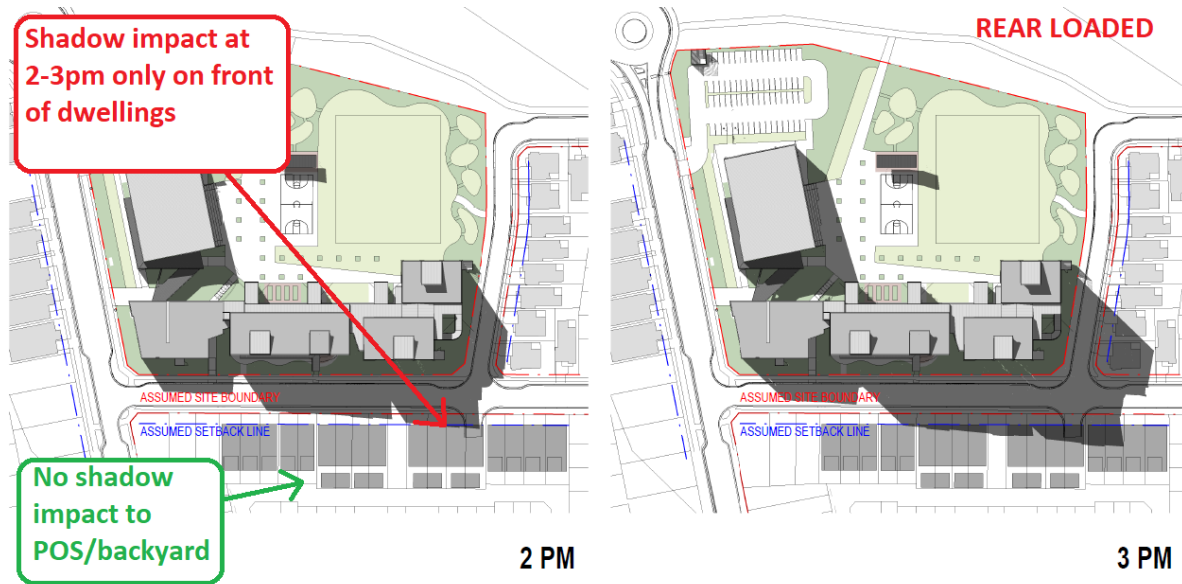 Shadow impact at
2-3pm only on front
of dwellings
ASSUMED SITE BOUNDARY
ASSUMED SETBACK LINE
No shadow
impact to
POS/backyard
2 PM
REAR LOADED
ASSUMED SITE BOUNDARY
ASSUMED SETBACK LINE
3 PM